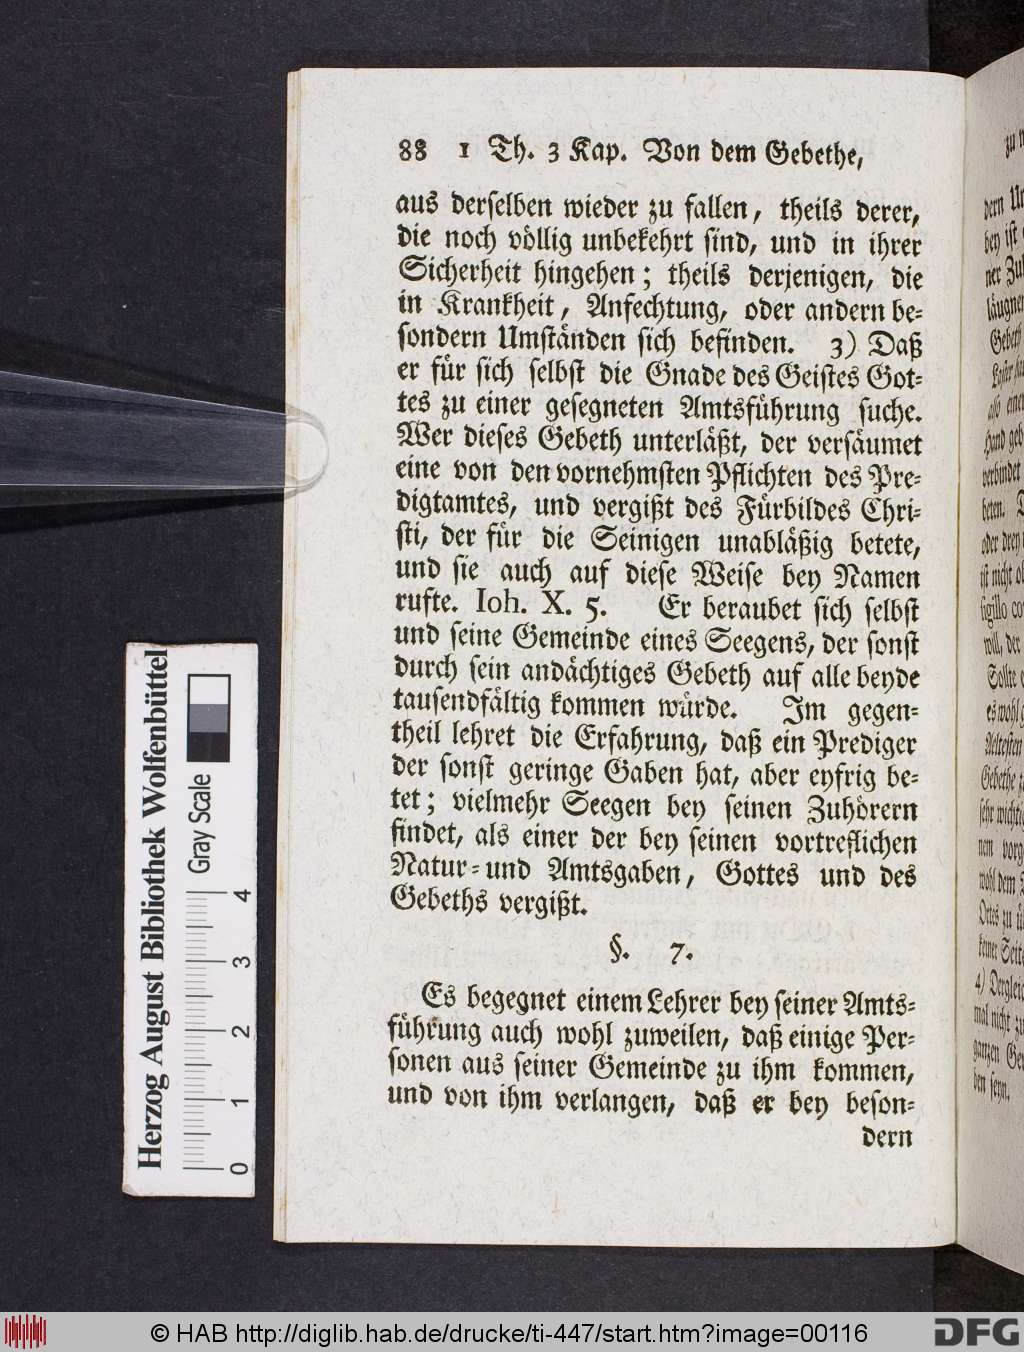 88 1 Th. 3 Kap. Von dem Gebethe,
aus derselben wieder zu fallen, theils derer,
die noch völlig unbekehrt sind, und in ihrer
Sicherheit hingehen; theils derjenigen, die
in Krankheit, Anfechtung, oder andern be-
sondern Umständen sich befinden. 3) Daß
er für sich selbst die Gnade des Geistes Got-
tes zu einer gesegneten Amtsführung suche.
Wer dieses Gebeth unterläßt, der versäumet
eine von den vornehmsten Pflichten des Pre-
digtamtes, und vergißt des Fürbildes Chri-
sti, der für die Seinigen unabläßig betete,
und sie auch auf diese Weise bey Namen
rufte. Ioh. X. 5. Er beraubet sich selbst
und seine Gemeinde eines Seegens, der sonst
durch sein andächtiges Gebeth auf alle beyde
tausendfältig kommen würde. Im gegen-
theil lehret die Erfahrung, daß ein Prediger
der sonst geringe Gaben hat, aber eyfrig be-
tet; vielmehr Seegen bey seinen Zuhörern
findet, als einer der bey seinen vortreflichen
Natur- und Amtsgaben, Gottes und des
Gebeths vergißt.
§. 7.
Es begegnet einem Lehrer bey seiner Amts-
führung auch wohl zuweilen, daß einige Per-
sonen aus seiner Gemeinde zu ihm kommen,
und von ihm verlangen, daß er bey beson-
dern
Herzog August Bibliothek Wolfenbüttel
Gray Scale
0 1 2 3 4
© HAB http://diglib.hab.de/drucke/ti-447/start.htm?image=00116
DFG